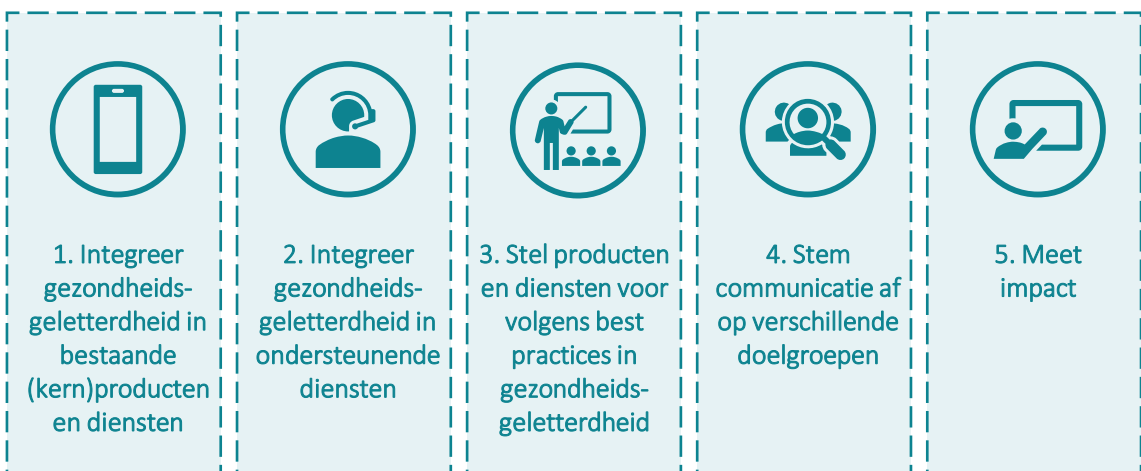 1. Integreer
gezondheids-
geletterdheid in
bestaande
(kern)producten
en diensten
2. Integreer
gezondheids-
geletterdheid in
ondersteunende
diensten
3. Stel producten
en diensten voor
volgens best
practices in
gezondheids-
geletterdheid
4. Stem
communicatie af
op verschillende
doelgroepen
5. Meet
impact